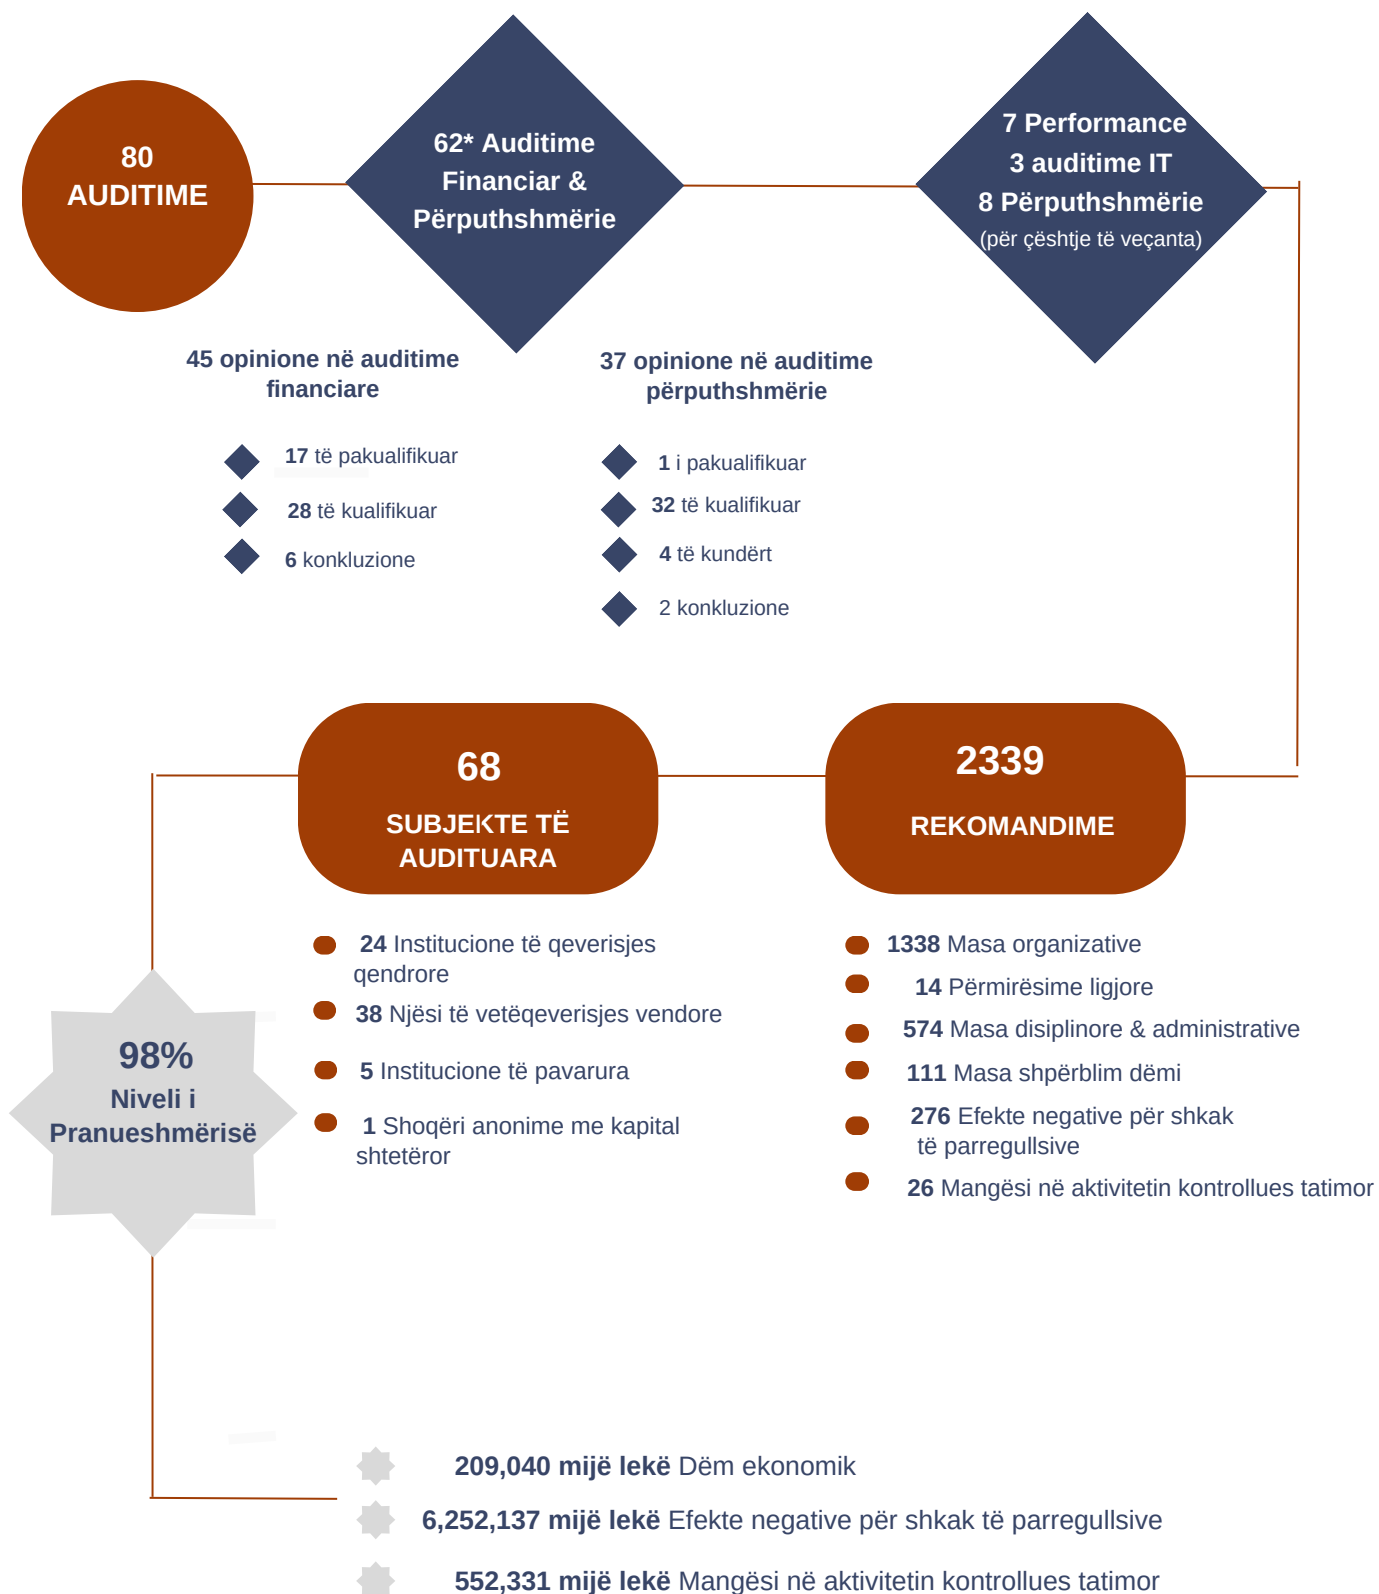 80
AUDITIME
62* Auditime
Financiar &
Përputhshmërie
7 Performance
3 auditime IT
8 Përputhshmërie
(për çështje të veçanta)
45 opinione në auditime
financiare
17 të pakualifikuar
28 të kualifikuar
6 konkluzione
37 opinione në auditime
përputhshmërie
1 i pakualifikuar
32 të kualifikuar
4 të kundërt
2 konkluzione
68
SUBJEKTE TË
AUDITUARA
24 Institucione të qeverisjes
qendrore
38 Njësi të vetëqeverisjes vendore
5 Institucione të pavarura
1 Shoqëri anonime me kapital
shtetëror
2339
REKOMANDIME
1338 Masa organizative
14 Përmirësime ligjore
574 Masa disiplinore & administrative
111 Masa shpërblim dëmi
276 Efekte negative për shkak
të parregullsive
26 Mangësi në aktivitetin kontrollues tatimor
98%
Niveli i
Pranueshmërisë
209,040 mijë lekë Dëm ekonomik
6,252,137 mijë lekë Efekte negative për shkak të parregullsive
552,331 mijë lekë Mangësi në aktivitetin kontrollues tatimor